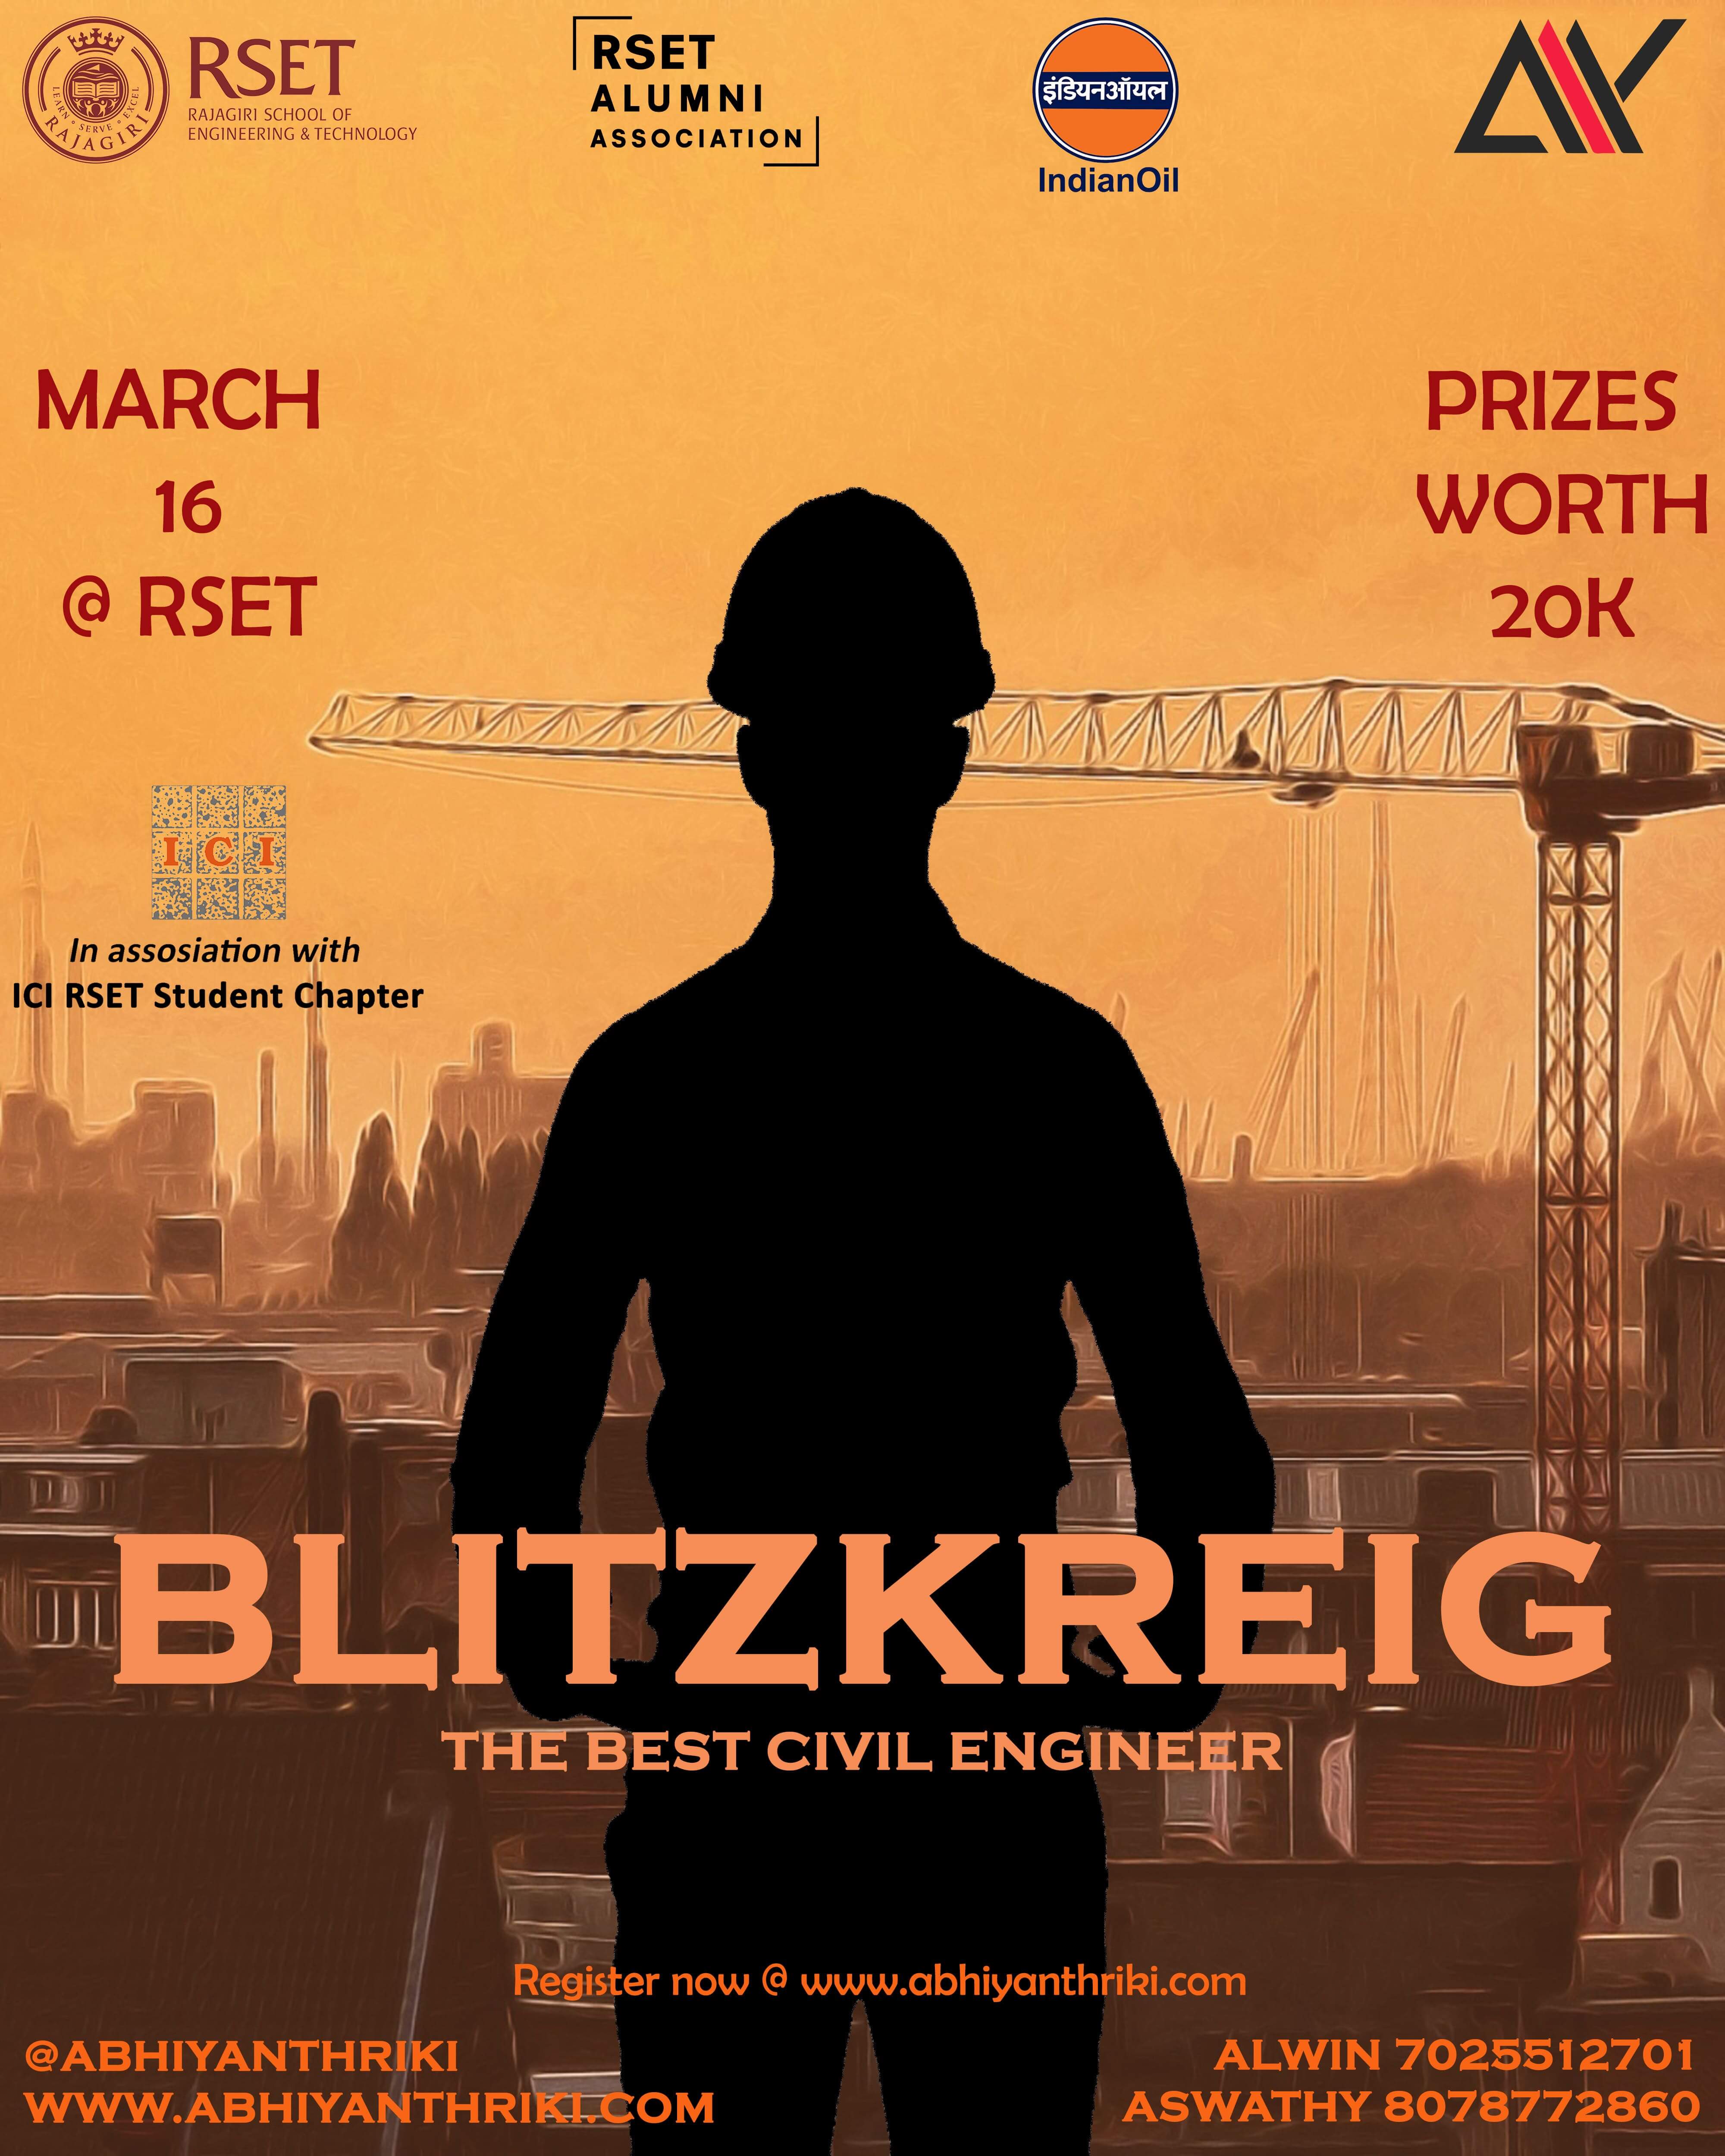 LEARN • SERVE • EXCEL
RAJAGIRI
RSET
RAJAGIRI SCHOOL OF
ENGINEERING & TECHNOLOGY
RSET
ALUMNI
ASSOCIATION
इंडियनऑयल
IndianOil
MARCH
16
@ RSET
PRIZES
WORTH
20K
I C I
In assosiation with
ICI RSET Student Chapter
BLITZKREIG
THE BEST CIVIL ENGINEER
Register now @ www.abhiyanthriki.com
@ABHIYANTHRIKI
WWW.ABHIYANTHRIKI.COM
ALWIN 7025512701
ASWATHY 8078772860